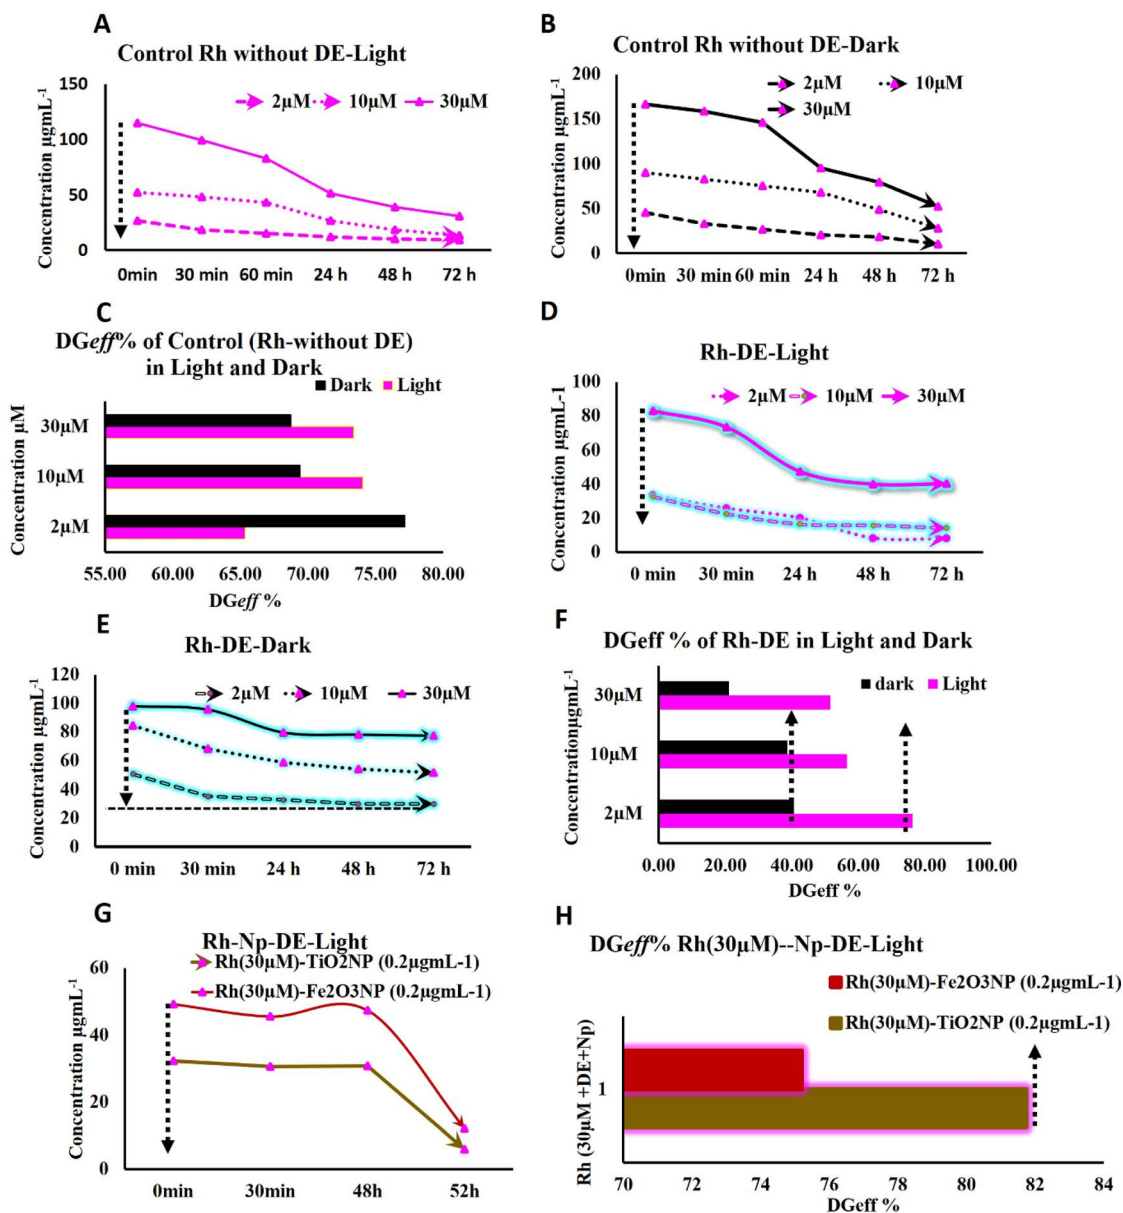 A
Control Rh without DE-Light
Concentration µgmL-1
150
100
50
0
2µM 10µM 30µM
0min 30 min 60 min 24 h 48 h 72 h
B
Control Rh without DE-Dark
Concentration µgmL-1
200
150
100
50
0
2µM 10µM
30µM
0min 30 min 60 min 24 h 48 h 72 h
C
DGeff% of Control (Rh-without DE)
in Light and Dark
Dark Light
Concentration µM
30µM
10µM
2µM
55.00 60.00 65.00 70.00 75.00 80.00
DGeff %
D
Rh-DE-Light
Concentration µgmL-1
100
80
60
40
20
0
2µM 10µM 30µM
0 min 30 min 24 h 48 h 72 h
E
Rh-DE-Dark
Concentration µgmL-1
120
100
80
60
40
20
0
2µM 10µM 30µM
0 min 30 min 24 h 48 h 72 h
F
DGeff % of Rh-DE in Light and Dark
dark Light
ConcentrationµgmL-1
30µM
10µM
2µM
0.00 20.00 40.00 60.00 80.00 100.00
DGeff %
G
Rh-Np-DE-Light
Rh(30µM)-TiO2NP (0.2µgmL-1)
Rh(30µM)-Fe2O3NP (0.2µgmL-1)
Concentration µgmL-1
60
40
20
0
0min 30min 48h 52h
H
DGeff% Rh(30µM)--Np-DE-Light
Rh(30µM)-Fe2O3NP (0.2µgmL-1)
Rh(30µM)-TiO2NP (0.2µgmL-1)
Rh (30µM +DE+Np)
1
70 72 74 76 78 80 82 84
DGeff %